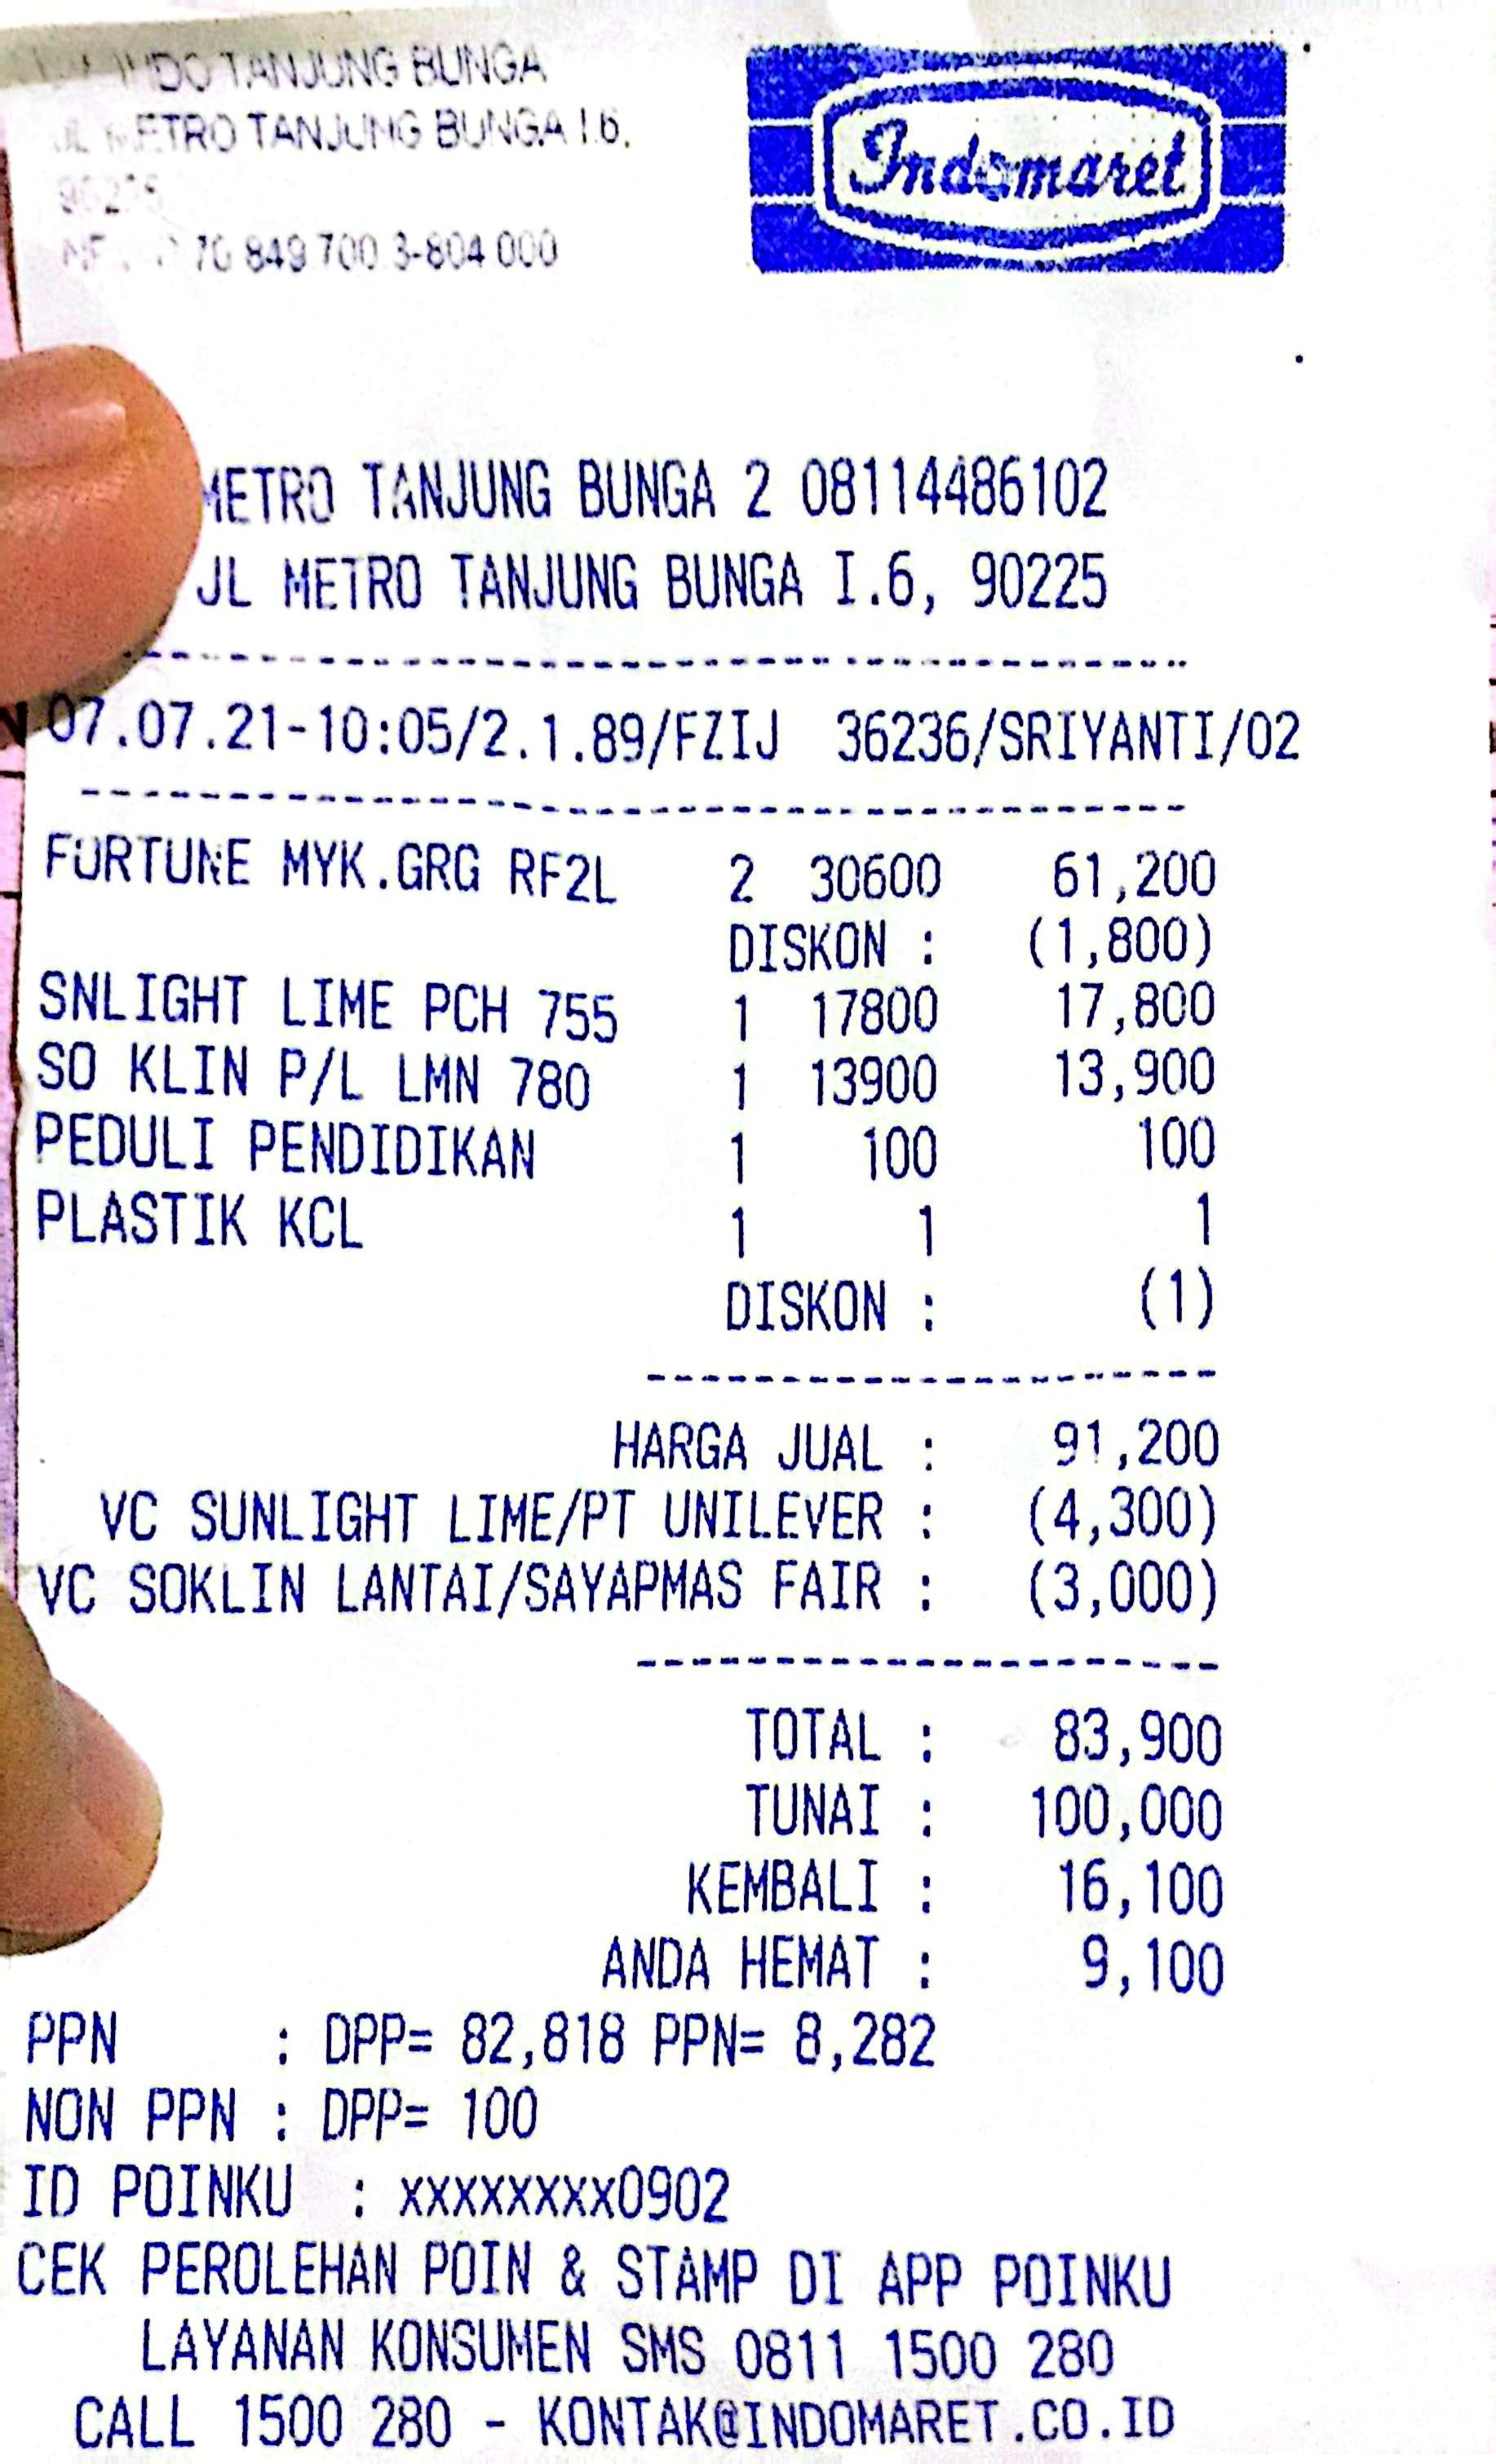 INDO TANJUNG BUNGA
JL METRO TANJUNG BUNGA I.6,
70 849 700 3-804 000
Indomaret
METRO TANJUNG BUNGA 2 08114486102
JL METRO TANJUNG BUNGA I.6, 90225
07.07.21-10:05/2.1.89/FZIJ 36236/SRIYANTI/02
FORTUNE MYK.GRG RF2L 2 30600 61,200
DISKON : (1,800)
SNLIGHT LIME PCH 755 1 17800 17,800
SO KLIN P/L LMN 780 1 13900 13,900
PEDULI PENDIDIKAN 1 100 100
PLASTIK KCL 1 1 1
DISKON : (1)
HARGA JUAL : 91,200
VC SUNLIGHT LIME/PT UNILEVER : (4,300)
VC SOKLIN LANTAI/SAYAPMAS FAIR : (3,000)
TOTAL : 83,900
TUNAI : 100,000
KEMBALI : 16,100
ANDA HEMAT : 9,100
PPN : DPP= 82,818 PPN= 8,282
NON PPN : DPP= 100
ID POINKU : xxxxxxxx0902
CEK PEROLEHAN POIN & STAMP DI APP POINKU
LAYANAN KONSUMEN SMS 0811 1500 280
CALL 1500 280 - KONTAK@INDOMARET.CO.ID